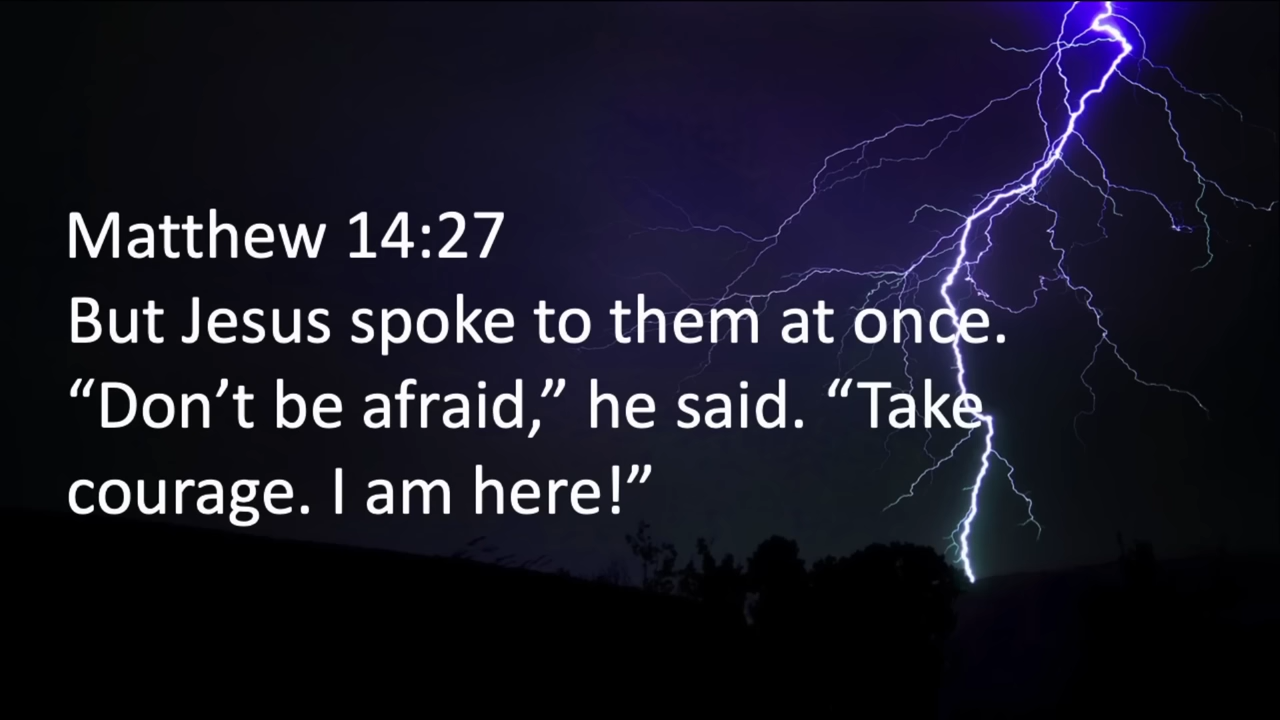 Matthew 14:27
But Jesus spoke to them at once.
“Don’t be afraid,” he said. “Take
courage. I am here!”